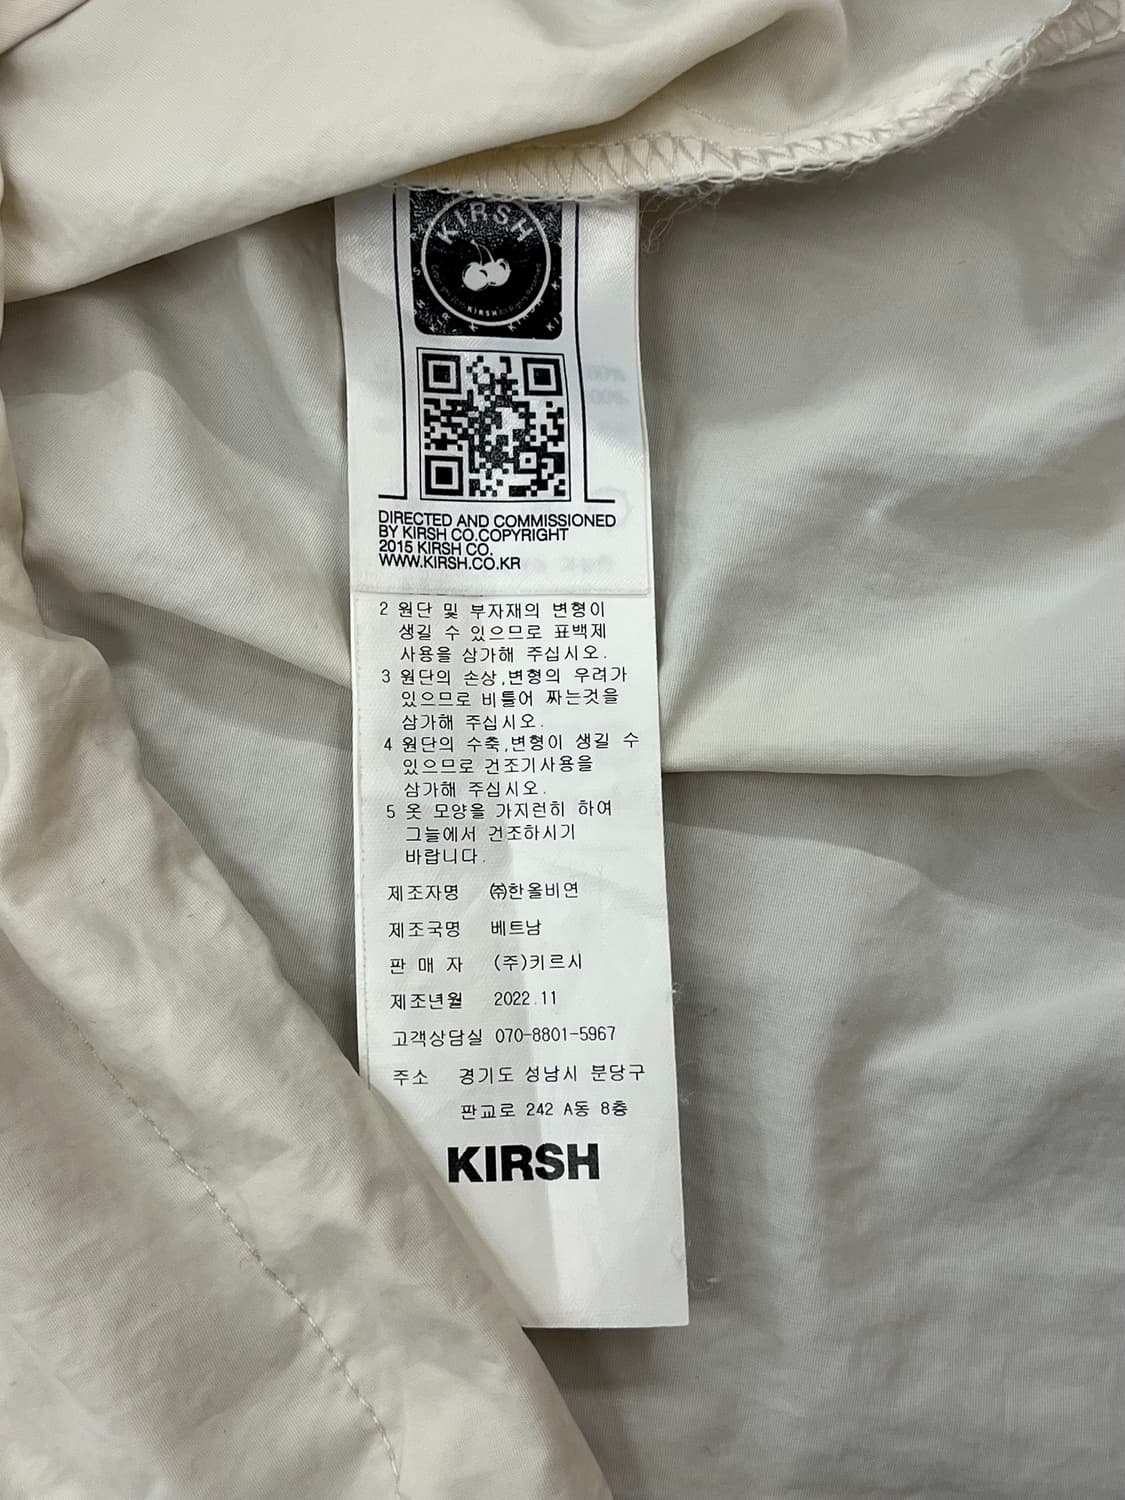 KIRSH
KIRSH
DIRECTED AND COMMISSIONED
BY KIRSH CO.COPYRIGHT
2015 KIRSH CO.
WWW.KIRSH.CO.KR
2 원단 및 부자재의 변형이
생길 수 있으므로 표백제
사용을 삼가해 주십시오.
3 원단의 손상,변형의 우려가
있으므로 비틀어 짜는것을
삼가해 주십시오.
4 원단의 수축,변형이 생길 수
있으므로 건조기사용을
삼가해 주십시오.
5 옷 모양을 가지런히 하여
그늘에서 건조하시기
바랍니다.
제조자명 ㈜한올비연
제조국명 베트남
판 매 자 (주)키르시
제조년월 2022.11
고객상담실 070-8801-5967
주소 경기도 성남시 분당구
판교로 242 A동 8층
KIRSH